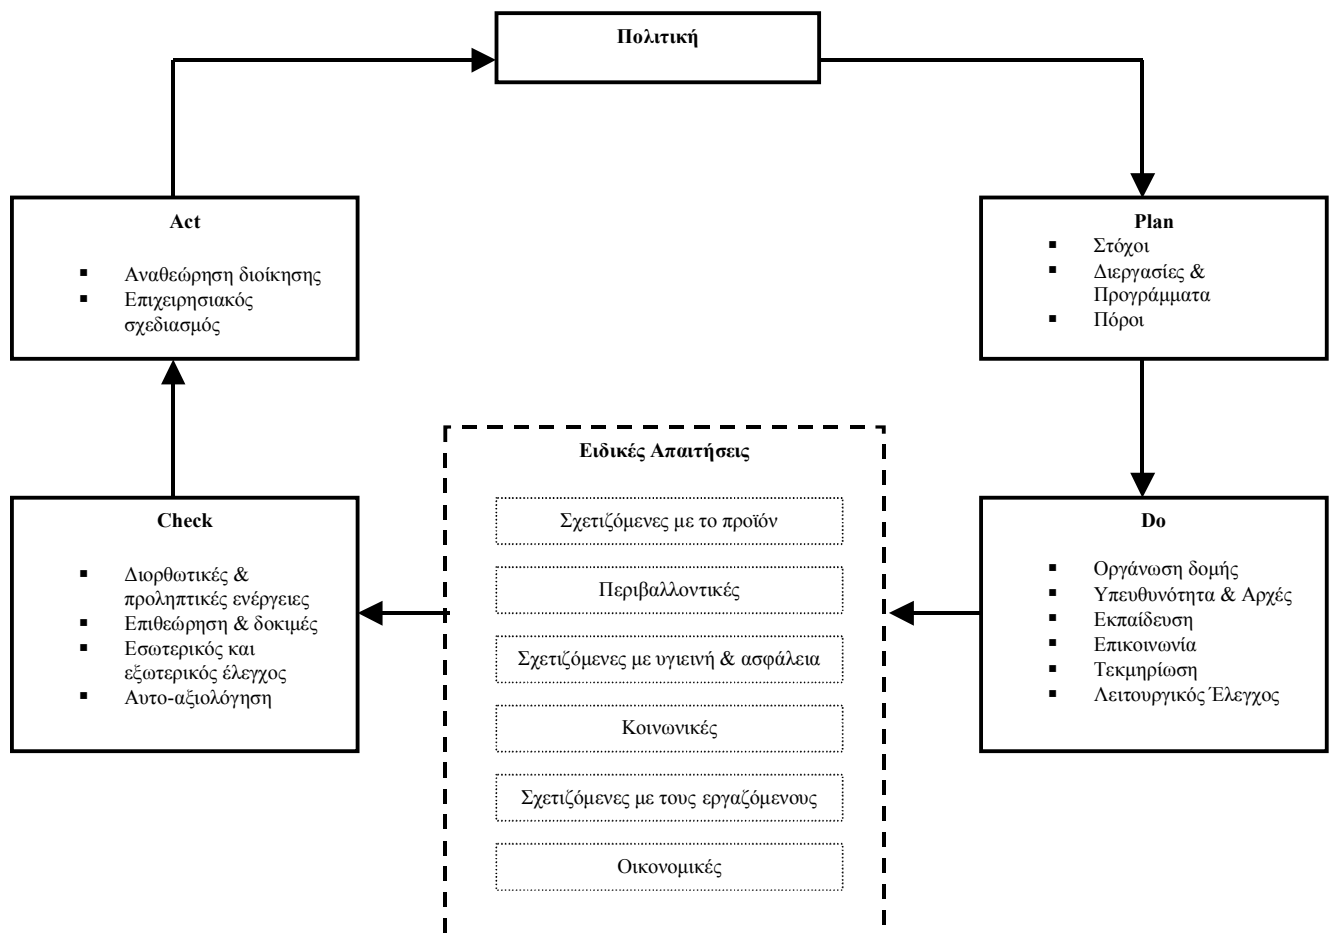 Πολιτική
Act
▪ Αναθεώρηση διοίκησης
▪ Επιχειρησιακός
σχεδιασμός
Plan
▪ Στόχοι
▪ Διεργασίες &
Προγράμματα
▪ Πόροι
Ειδικές Απαιτήσεις
Σχετιζόμενες με το προϊόν
Περιβαλλοντικές
Σχετιζόμενες με υγιεινή & ασφάλεια
Κοινωνικές
Σχετιζόμενες με τους εργαζόμενους
Οικονομικές
Check
▪ Διορθωτικές &
προληπτικές ενέργειες
▪ Επιθεώρηση & δοκιμές
▪ Εσωτερικός και
εξωτερικός έλεγχος
▪ Αυτο-αξιολόγηση
Do
▪ Οργάνωση δομής
▪ Υπευθυνότητα & Αρχές
▪ Εκπαίδευση
▪ Επικοινωνία
▪ Τεκμηρίωση
▪ Λειτουργικός Έλεγχος